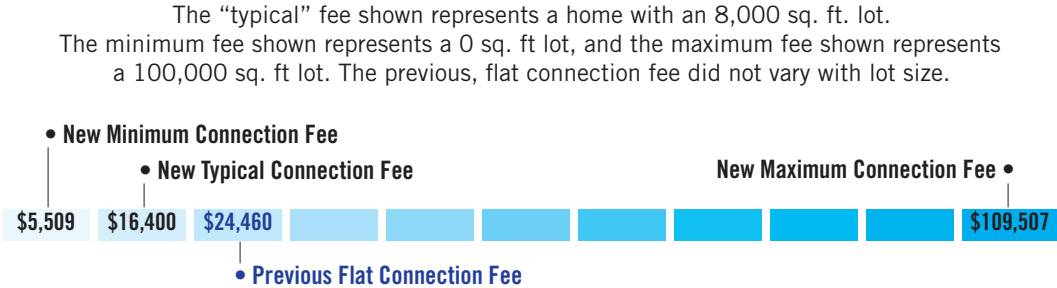 The “typical” fee shown represents a home with an 8,000 sq. ft. lot.
The minimum fee shown represents a 0 sq. ft lot, and the maximum fee shown represents
a 100,000 sq. ft lot. The previous, flat connection fee did not vary with lot size.
• New Minimum Connection Fee
• New Typical Connection Fee
New Maximum Connection Fee •
$5,509 $16,400 $24,460 $109,507
• Previous Flat Connection Fee